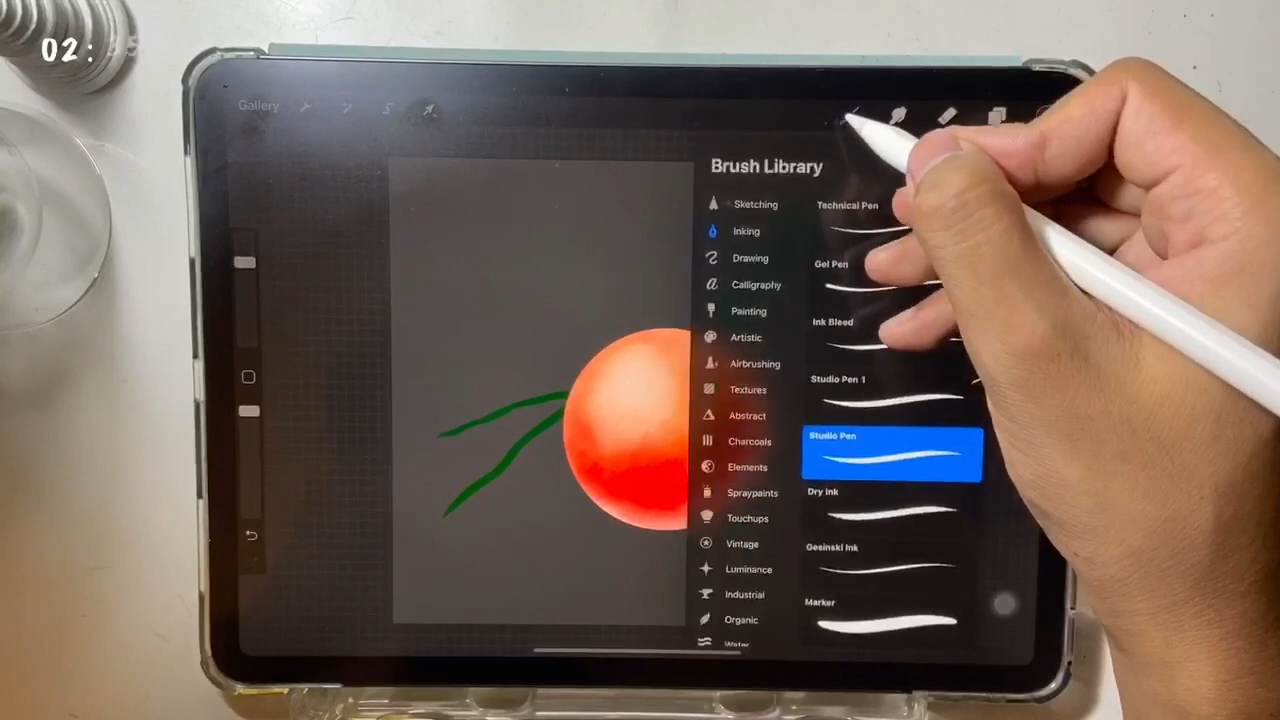 02:
Gallery
Brush Library
Sketching
Inking
Drawing
Calligraphy
Painting
Artistic
Airbrushing
Textures
Abstract
Charcoals
Elements
Spraypaints
Touchups
Vintage
Luminance
Industrial
Organic
Water
Technical Pen
Gel Pen
Ink Bleed
Studio Pen 1
Studio Pen
Dry Ink
Gesinski Ink
Marker